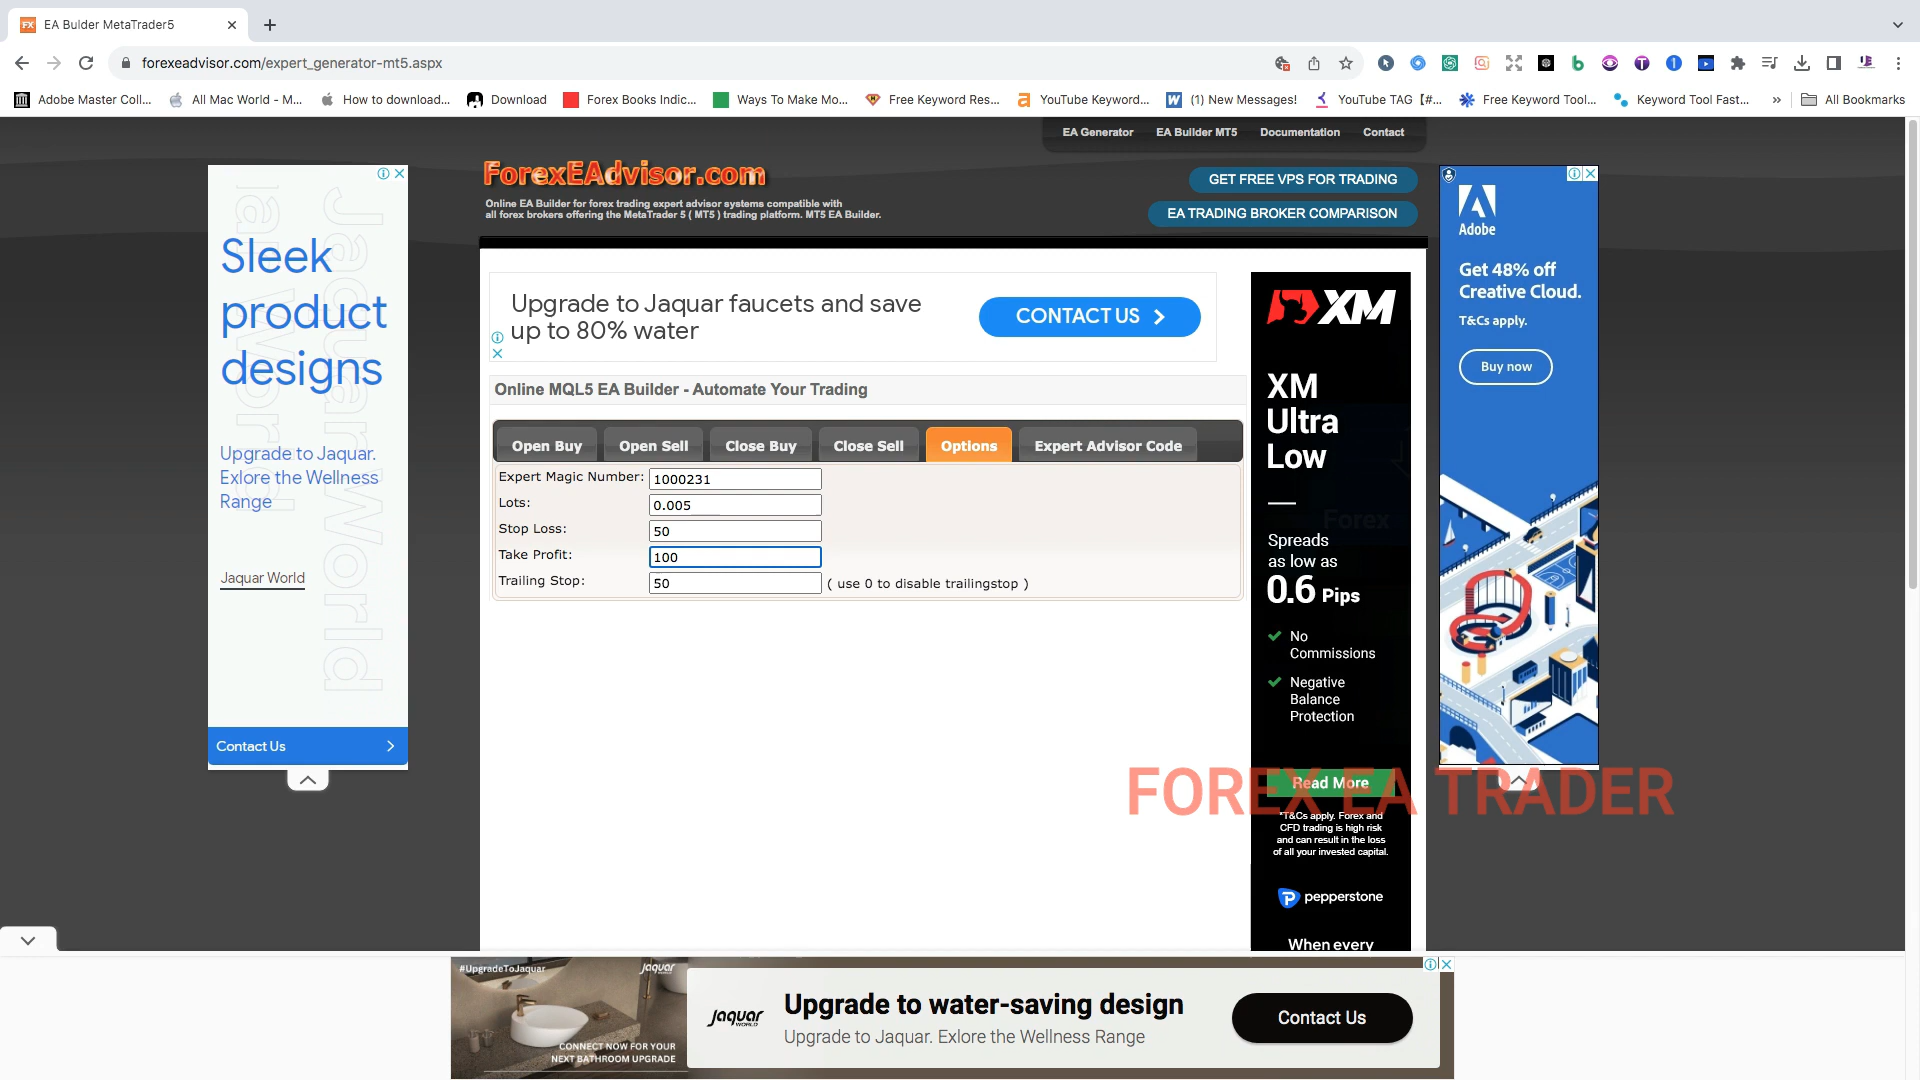 EA Bulder MetaTrader5
forexeadvisor.com/expert_generator-mt5.aspx
Adobe Master Coll...
All Mac World - M...
How to download...
Download
Forex Books Indic...
Ways To Make Mo...
Free Keyword Res...
YouTube Keyword...
(1) New Messages!
YouTube TAG【#...
Free Keyword Tool...
Keyword Tool Fast...
»
All Bookmarks
EA Generator
EA Builder MT5
Documentation
Contact
ForexEAdvisor.com
Online EA Builder for forex trading expert advisor systems compatible with
all forex brokers offering the MetaTrader 5 ( MT5 ) trading platform. MT5 EA Builder.
GET FREE VPS FOR TRADING
EA TRADING BROKER COMPARISON
Jaquar World
Sleek
product
designs
Upgrade to Jaquar.
Exlore the Wellness
Range
Jaquar World
Contact Us
Upgrade to Jaquar faucets and save
up to 80% water
CONTACT US
Online MQL5 EA Builder - Automate Your Trading
Open Buy
Open Sell
Close Buy
Close Sell
Options
Expert Advisor Code
Expert Magic Number: 1000231
Lots: 0.005
Stop Loss: 50
Take Profit: 100
Trailing Stop: 50 ( use 0 to disable trailingstop )
XM
XM
Ultra
Low
Forex
Spreads
as low as
0.6 Pips
No
Commissions
Negative
Balance
Protection
Read More
*T&Cs apply. Forex and
CFD trading is high risk
and can result in the loss
of all your invested capital.
pepperstone
When every
Adobe
Get 48% off
Creative Cloud.
T&Cs apply.
Buy now
FOREX EA TRADER
#UpgradeToJaquar
Jaquar
CONNECT NOW FOR YOUR
NEXT BATHROOM UPGRADE
Jaquar
WORLD
Upgrade to water-saving design
Upgrade to Jaquar. Exlore the Wellness Range
Contact Us